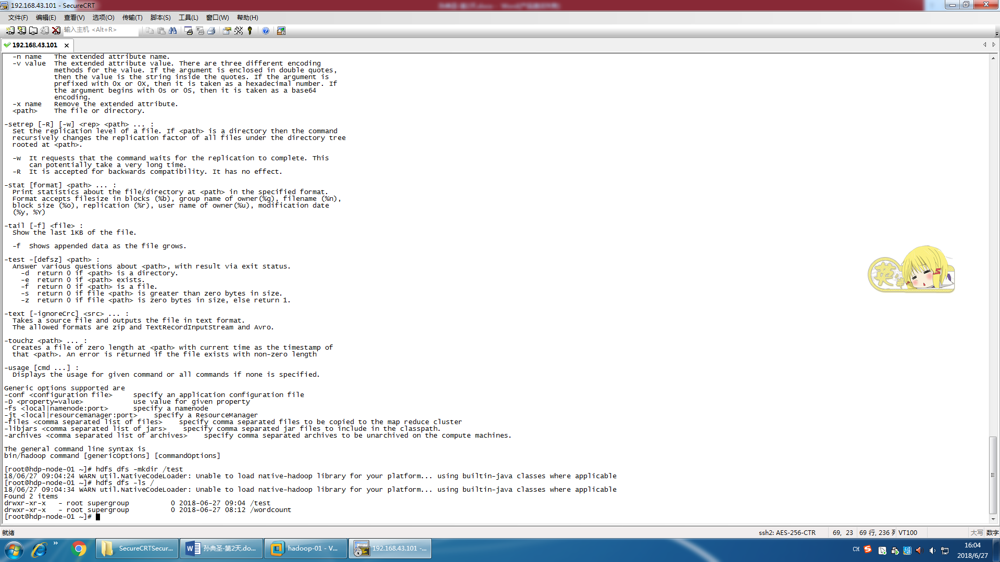 192.168.43.101 - SecureCRT
文件(F) 编辑(E) 查看(V) 选项(O) 传输(T) 脚本(S) 工具(L) 窗口(W) 帮助(H)
输入主机 <Alt+R>
192.168.43.101
  -n name   The extended attribute name.
  -v value  The extended attribute value. There are three different encoding
            methods for the value. If the argument is enclosed in double quotes,
            then the value is the string inside the quotes. If the argument is
            prefixed with 0x or 0X, then it is taken as a hexadecimal number. If
            the argument begins with 0s or 0S, then it is taken as a base64
            encoding.
  -x name   Remove the extended attribute.
  <path>    The file or directory.
-setrep [-R] [-w] <rep> <path> ... :
  Set the replication level of a file. If <path> is a directory then the command
  recursively changes the replication factor of all files under the directory tree
  rooted at <path>.
  -w  It requests that the command waits for the replication to complete. This
      can potentially take a very long time.
  -R  It is accepted for backwards compatibility. It has no effect.
-stat [format] <path> ... :
  Print statistics about the file/directory at <path> in the specified format.
  Format accepts filesize in blocks (%b), group name of owner(%g), filename (%n),
  block size (%o), replication (%r), user name of owner(%u), modification date
  (%y, %Y)
-tail [-f] <file> :
  Show the last 1KB of the file.
  -f  Shows appended data as the file grows.
-test -[defsz] <path> :
  Answer various questions about <path>, with result via exit status.
    -d  return 0 if <path> is a directory.
    -e  return 0 if <path> exists.
    -f  return 0 if <path> is a file.
    -s  return 0 if file <path> is greater than zero bytes in size.
    -z  return 0 if file <path> is zero bytes in size, else return 1.
-text [-ignoreCrc] <src> ... :
  Takes a source file and outputs the file in text format.
  The allowed formats are zip and TextRecordInputStream and Avro.
-touchz <path> ... :
  Creates a file of zero length at <path> with current time as the timestamp of
  that <path>. An error is returned if the file exists with non-zero length
-usage [cmd ...] :
  Displays the usage for given command or all commands if none is specified.
Generic options supported are
-conf <configuration file>     specify an application configuration file
-D <property=value>            use value for given property
-fs <local|namenode:port>      specify a namenode
-jt <local|resourcemanager:port>    specify a ResourceManager
-files <comma separated list of files>    specify comma separated files to be copied to the map reduce cluster
-libjars <comma separated list of jars>    specify comma separated jar files to include in the classpath.
-archives <comma separated list of archives>    specify comma separated archives to be unarchived on the compute machines.
The general command line syntax is
bin/hadoop command [genericOptions] [commandOptions]
[root@hdp-node-01 ~]# hdfs dfs -mkdir /test
18/06/27 09:04:24 WARN util.NativeCodeLoader: Unable to load native-hadoop library for your platform... using builtin-java classes where applicable
[root@hdp-node-01 ~]# hdfs dfs -ls /
18/06/27 09:04:34 WARN util.NativeCodeLoader: Unable to load native-hadoop library for your platform... using builtin-java classes where applicable
Found 2 items
drwxr-xr-x   - root supergroup          0 2018-06-27 09:04 /test
drwxr-xr-x   - root supergroup          0 2018-06-27 08:12 /wordcount
[root@hdp-node-01 ~]#
英
就绪 ssh2: AES-256-CTR 69, 23 69 行, 236 列 VT100 大写 数字
SecureCRTSecur... 孙典圣-第2天.do... hadoop-01 - V... 192.168.43.101 -...
CH 16:04
2018/6/27